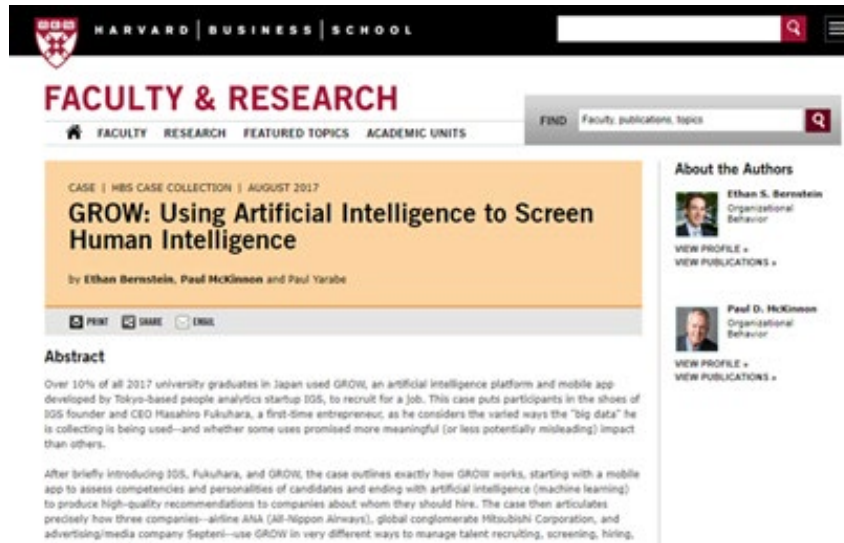 HARVARD | BUSINESS | SCHOOL
FACULTY & RESEARCH
FACULTY RESEARCH FEATURED TOPICS ACADEMIC UNITS
FIND Faculty, publications, topics
CASE | HBS CASE COLLECTION | AUGUST 2017
GROW: Using Artificial Intelligence to Screen
Human Intelligence
by Ethan Bernstein, Paul McKinnon and Paul Yarabe
PRINT SHARE EMAIL
Abstract
Over 10% of all 2017 university graduates in Japan used GROW, an artificial intelligence platform and mobile app
developed by Tokyo-based people analytics startup IGS, to recruit for a job. This case puts participants in the shoes of
IGS founder and CEO Masahiro Fukuhara, a first-time entrepreneur, as he considers the varied ways the "big data" he
is collecting is being used--and whether some uses promised more meaningful (or less potentially misleading) impact
than others.
After briefly introducing IGS, Fukuhara, and GROW, the case outlines exactly how GROW works, starting with a mobile
app to assess competencies and personalities of candidates and ending with artificial intelligence (machine learning)
to produce high-quality recommendations to companies about whom they should hire. The case then articulates
precisely how three companies--airline ANA (All-Nippon Airways), global conglomerate Mitsubishi Corporation, and
advertising/media company Septeni--use GROW in very different ways to manage talent recruiting, screening, hiring,
About the Authors
Ethan S. Bernstein
Organizational
Behavior
VIEW PROFILE »
VIEW PUBLICATIONS »
Paul D. McKinnon
Organizational
Behavior
VIEW PROFILE »
VIEW PUBLICATIONS »